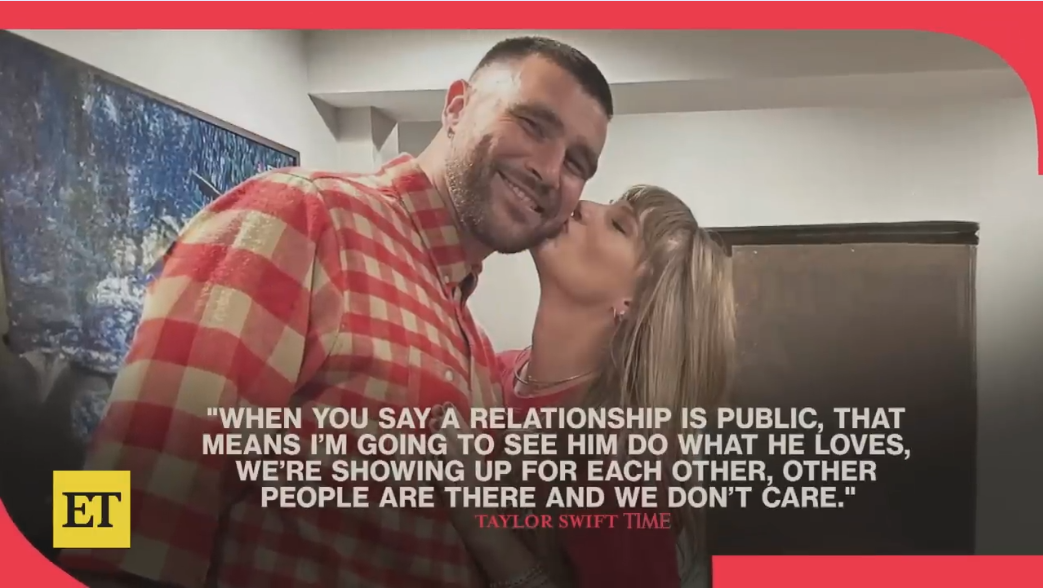 "WHEN YOU SAY A RELATIONSHIP IS PUBLIC, THAT
MEANS I'M GOING TO SEE HIM DO WHAT HE LOVES,
WE'RE SHOWING UP FOR EACH OTHER, OTHER
PEOPLE ARE THERE AND WE DON'T CARE."
TAYLOR SWIFT TIME
ET